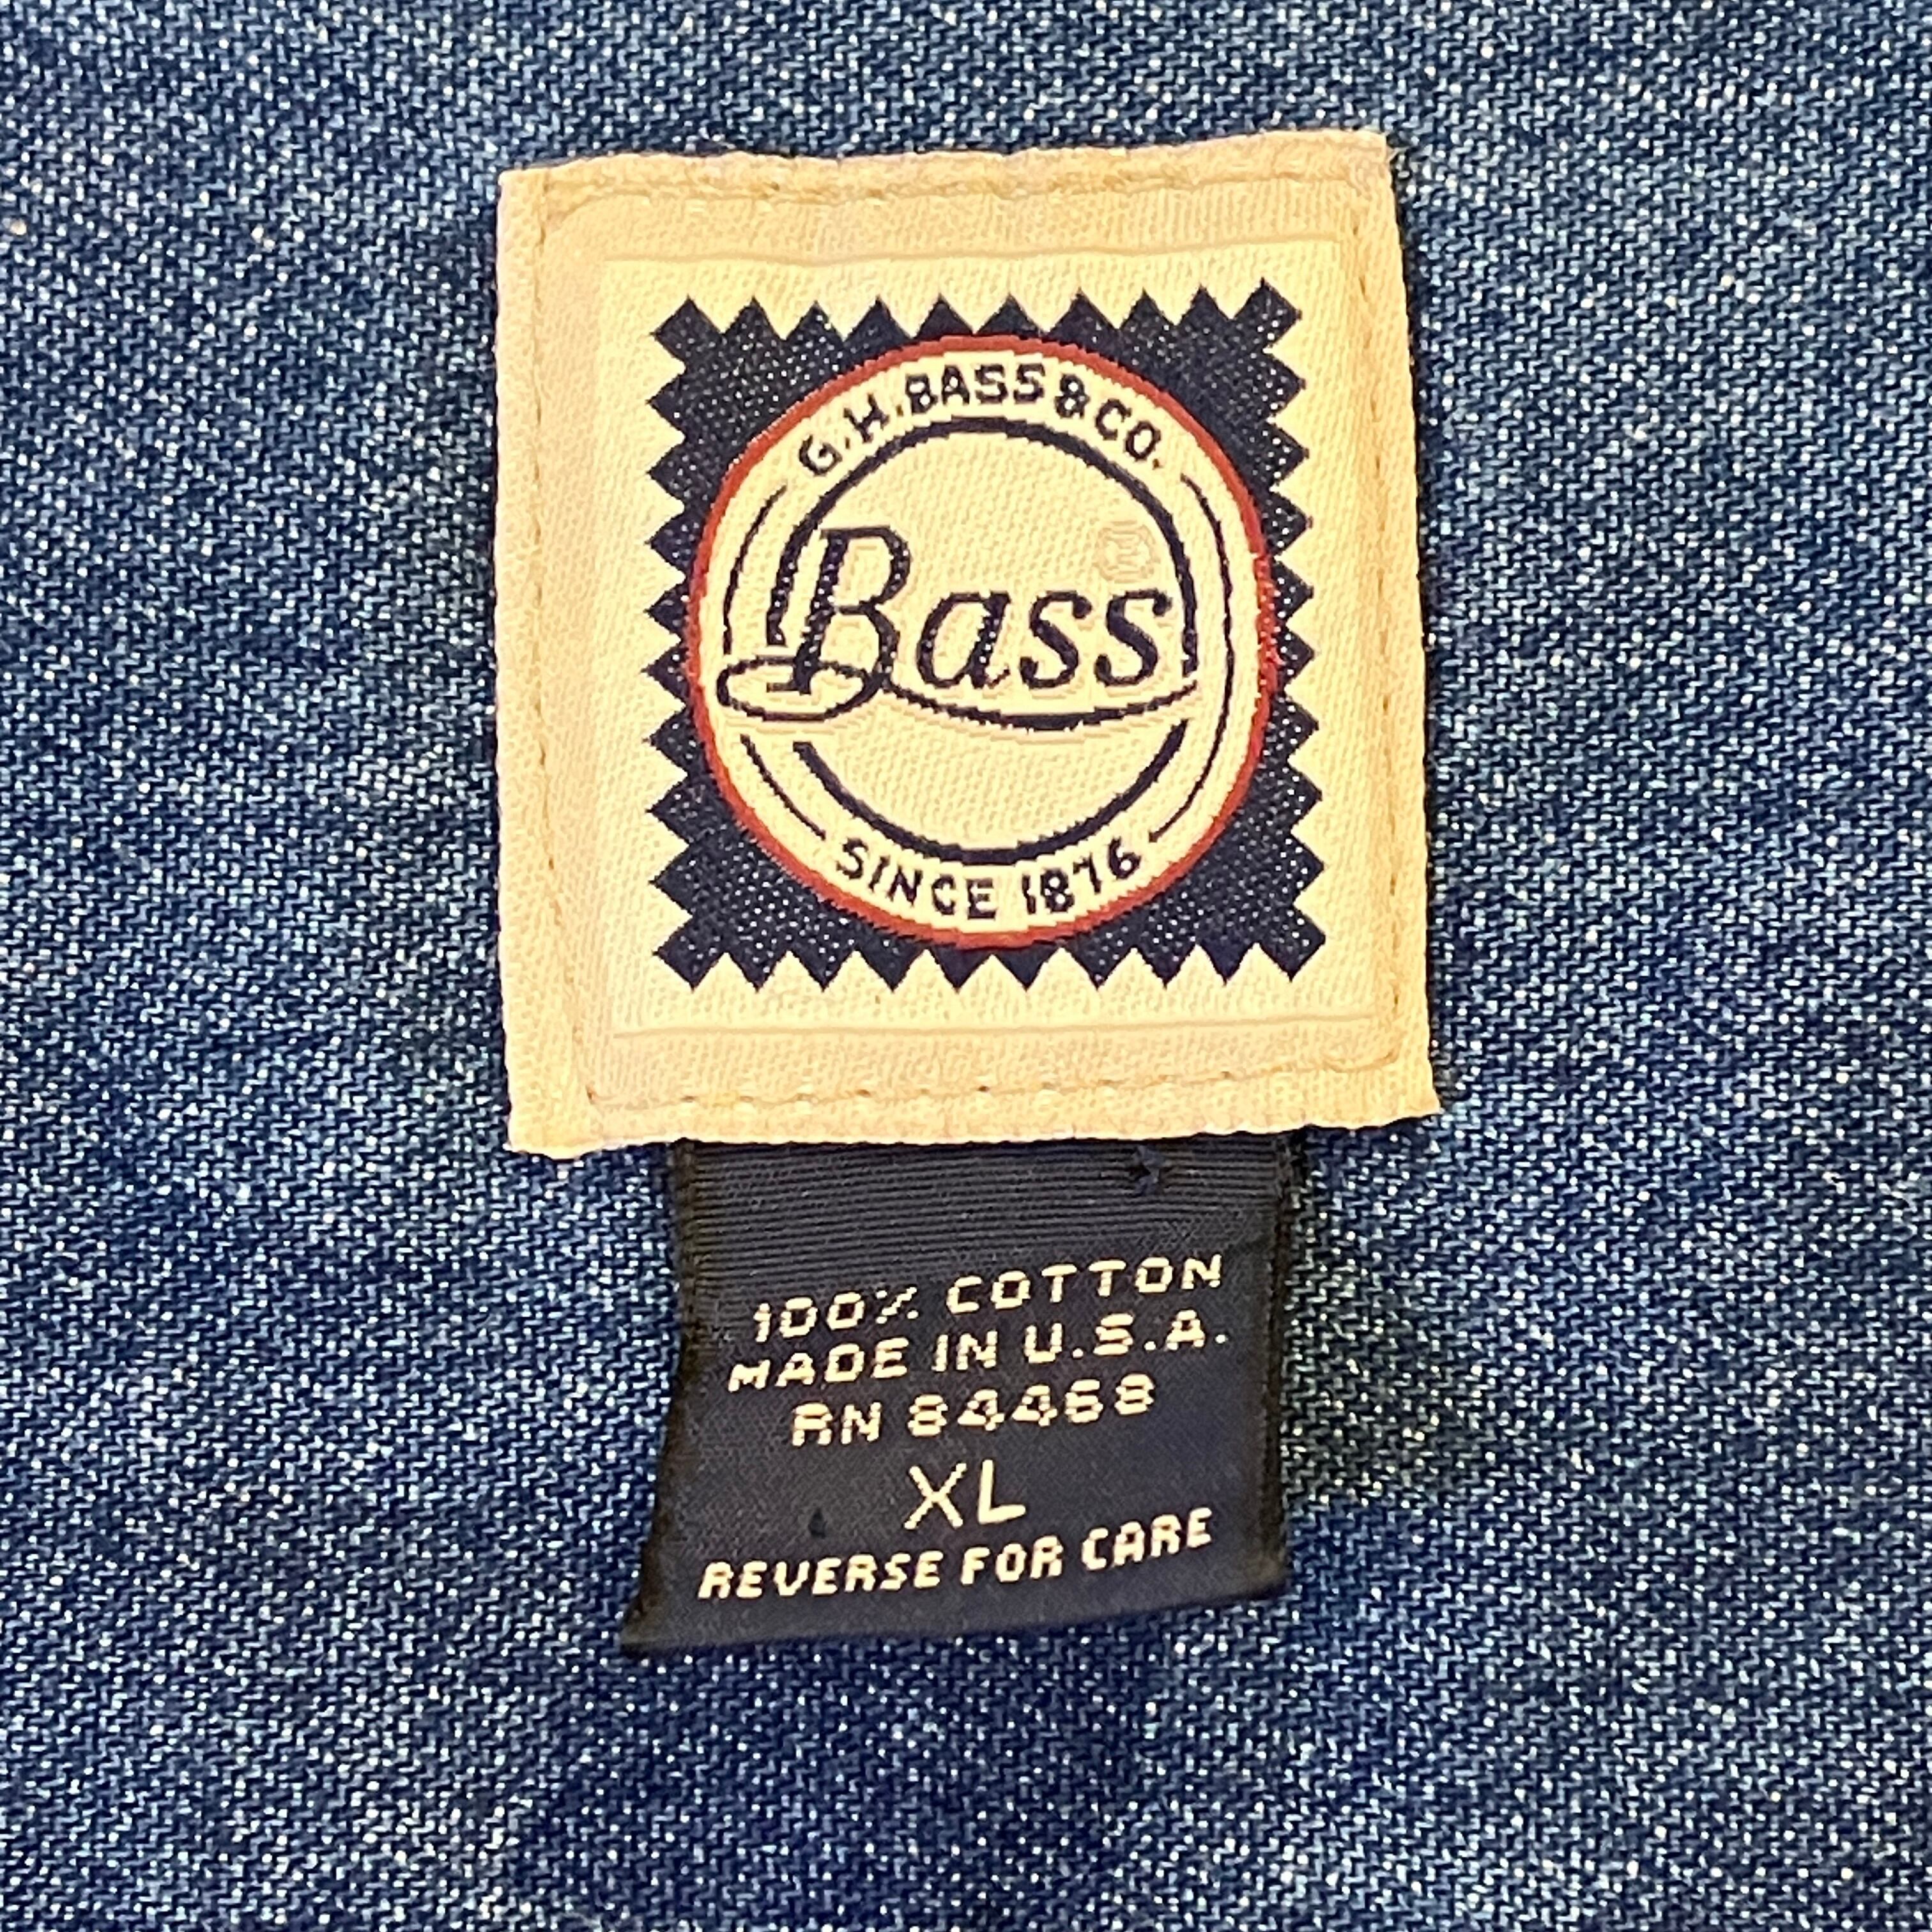 G.H.BASS & CO.
Bass®
SINCE 1876
100% COTTON
MADE IN U.S.A.
RN 84468
XL
REVERSE FOR CARE